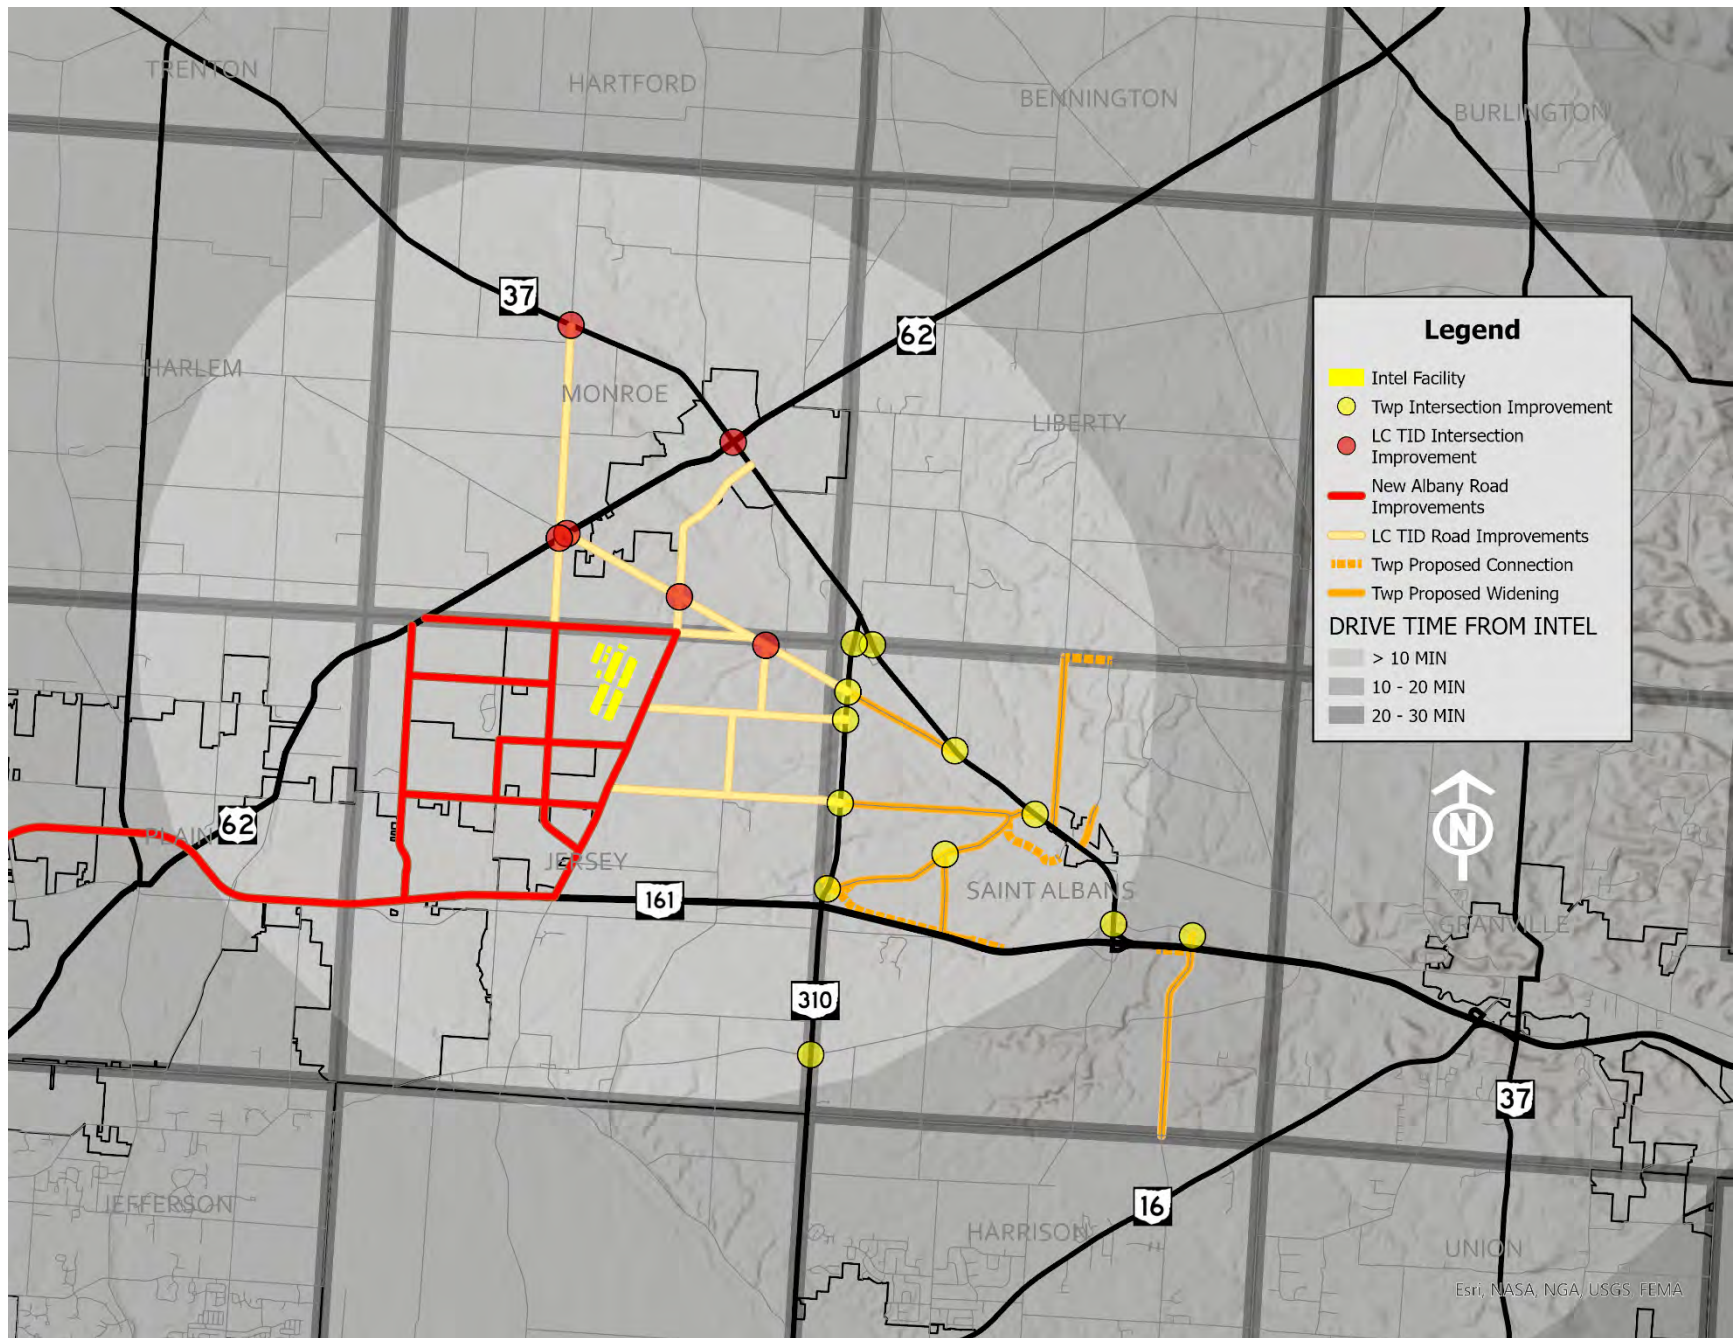 TRENTON
HARTFORD
BENNINGTON
BURLINGTON
37
62
HARLEM
MONROE
LIBERTY
Legend
Intel Facility
Twp Intersection Improvement
LC TID Intersection
Improvement
New Albany Road
Improvements
LC TID Road Improvements
Twp Proposed Connection
Twp Proposed Widening
DRIVE TIME FROM INTEL
> 10 MIN
10 - 20 MIN
20 - 30 MIN
N
62
PLAIN
JERSEY
161
SAINT ALBANS
GRANVILLE
310
37
16
JEFFERSON
HARRISON
UNION
Esri, NASA, NGA, USGS, FEMA